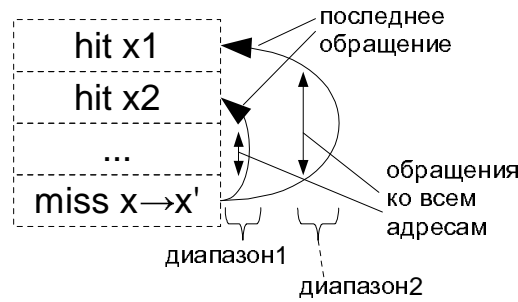 hit x1
hit x2
...
miss x→x'
последнее
обращение
обращения
ко всем
адресам
диапазон1
диапазон2